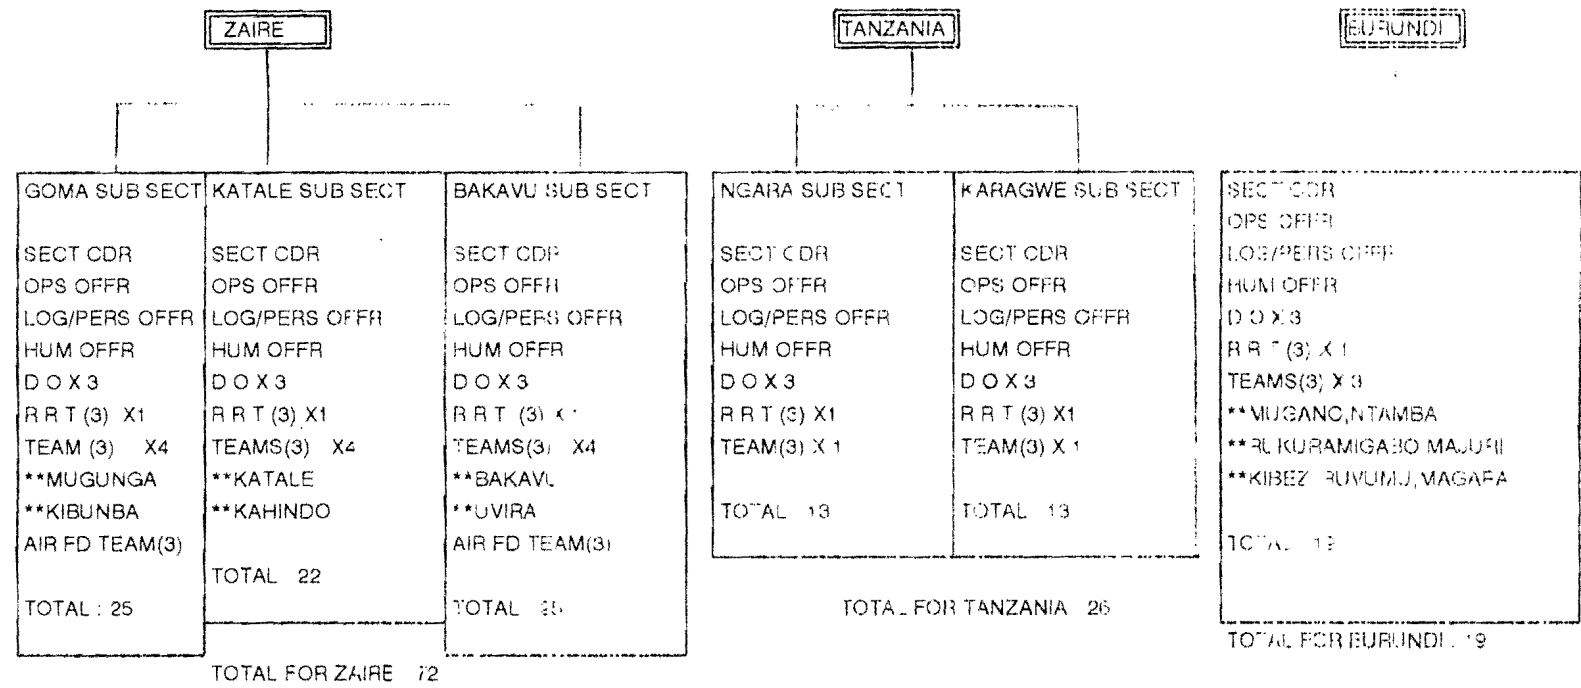 ZAIRE
TANZANIA
BURUNDI
GOMA SUB SECT
SECT CDR
OPS OFFR
LOG/PERS OFFR
HUM OFFR
D O X 3
R R T (3) X1
TEAM (3) X4
**MUGUNGA
**KIBUNBA
AIR FD TEAM(3)
TOTAL : 25
KATALE SUB SECT
SECT CDR
OPS OFFR
LOG/PERS OFFR
HUM OFFR
D O X 3
R R T (3) X1
TEAMS(3) X4
**KATALE
**KAHINDO
TOTAL 22
BAKAVU SUB SECT
SECT CDR
OPS OFFR
LOG/PERS OFFR
HUM OFFR
D O X 3
R R T (3) X1
TEAMS(3) X4
**BAKAVU
**UVIRA
AIR FD TEAM(3)
TOTAL 25
TOTAL FOR ZAIRE 72
NGARA SUB SECT
SECT CDR
OPS OFFR
LOG/PERS OFFR
HUM OFFR
D O X 3
R R T (3) X1
TEAM(3) X 1
TOTAL 13
KARAGWE SUB SECT
SECT CDR
OPS OFFR
LOG/PERS OFFR
HUM OFFR
D O X 3
R R T (3) X1
TEAM(3) X 1
TOTAL 13
TOTAL FOR TANZANIA 26
SECT CDR
OPS OFFR
LOG/PERS OFFR
HUM OFFR
D O X 3
R R T (3) X 1
TEAMS(3) X 3
**MUGANO,NTAMBA
**RUKURAMIGABO
RUVUMU, MAGARA
TOTAL 19
TOTAL FOR BURUNDI : 19